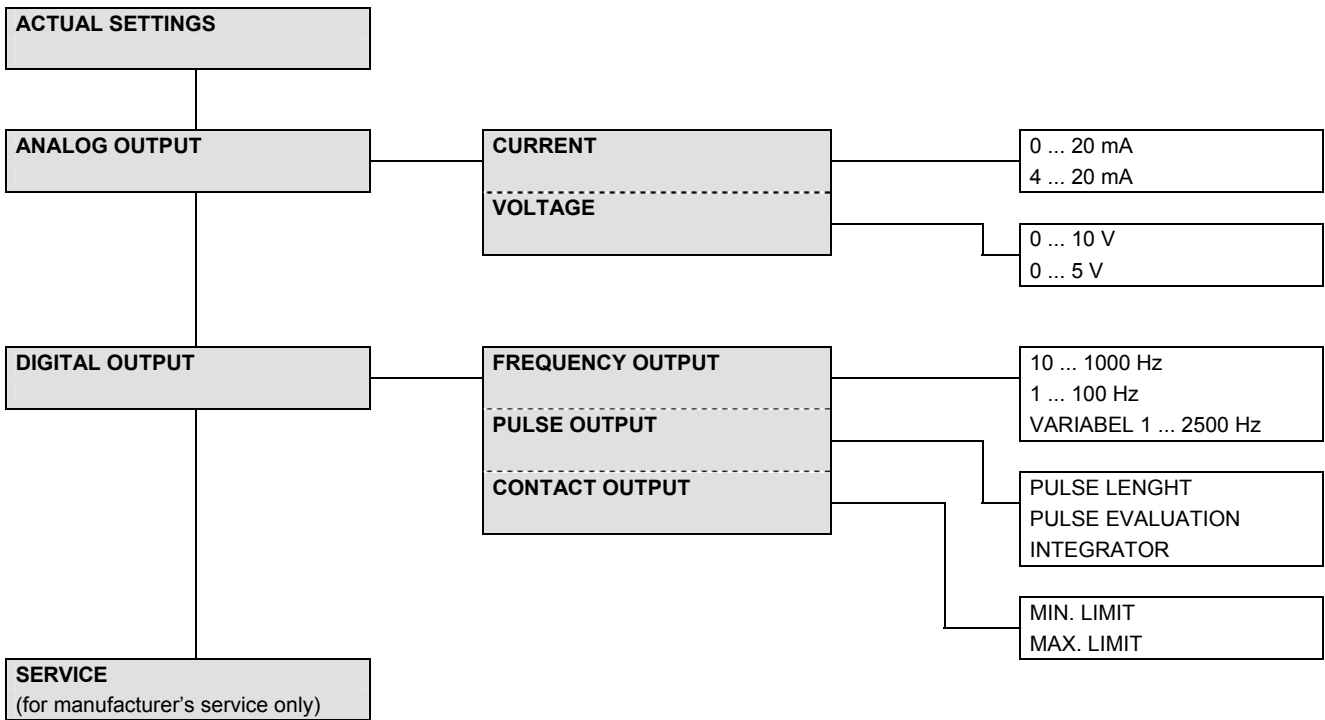 ACTUAL SETTINGS
ANALOG OUTPUT
CURRENT
VOLTAGE
0 ... 20 mA
4 ... 20 mA
0 ... 10 V
0 ... 5 V
DIGITAL OUTPUT
FREQUENCY OUTPUT
PULSE OUTPUT
CONTACT OUTPUT
10 ... 1000 Hz
1 ... 100 Hz
VARIABEL 1 ... 2500 Hz
PULSE LENGHT
PULSE EVALUATION
INTEGRATOR
MIN. LIMIT
MAX. LIMIT
SERVICE
(for manufacturer’s service only)